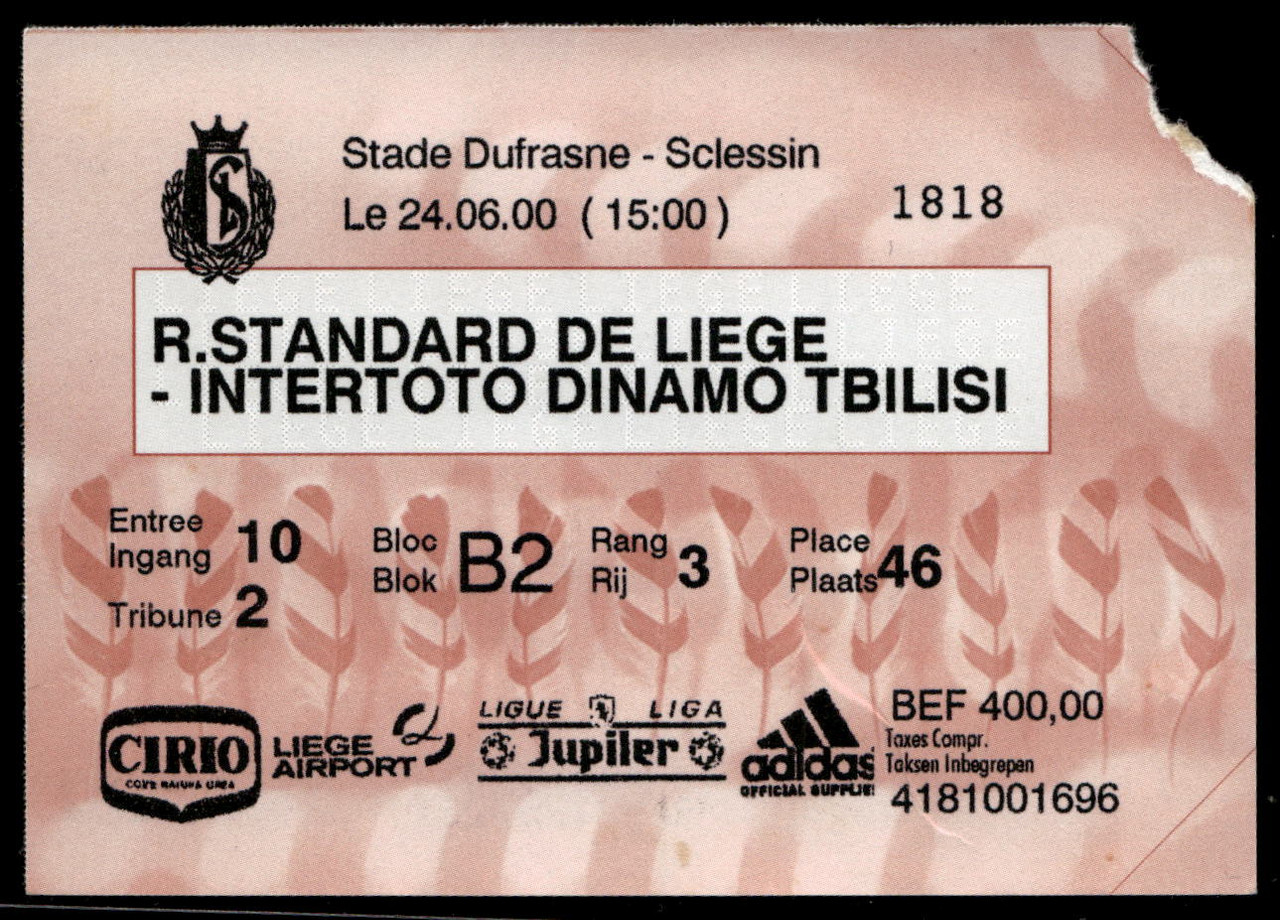 Stade Dufrasne - Sclessin
Le 24.06.00 ( 15:00 )
1818
R.STANDARD DE LIEGE
- INTERTOTO DINAMO TBILISI
Entree
Ingang 10
Tribune 2
Bloc
Blok B2
Rang
Rij 3
Place
Plaats 46
CIRIO
LIEGE
AIRPORT
LIGUE LIGA
Jupiler
adidas
OFFICIAL SUPPLIE
BEF 400,00
Taxes Compr.
Taksen Inbegrepen
4181001696